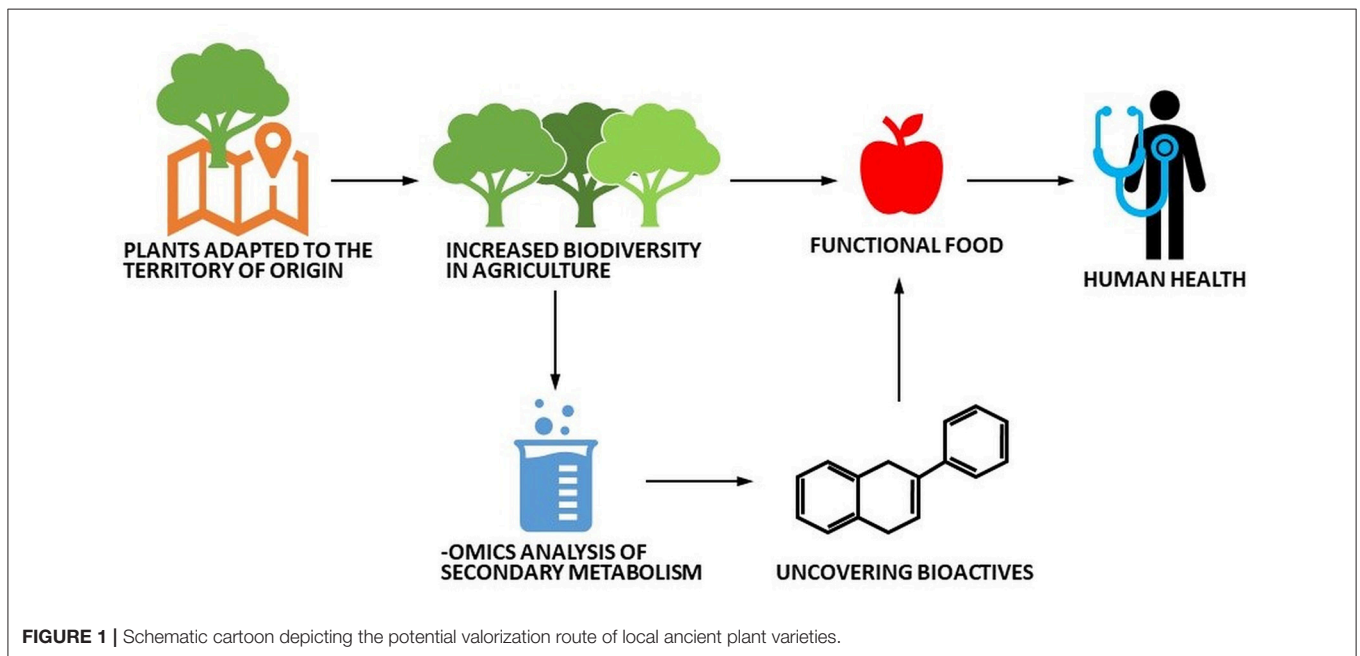 PLANTS ADAPTED TO THE
TERRITORY OF ORIGIN
INCREASED BIODIVERSITY
IN AGRICULTURE
FUNCTIONAL FOOD
HUMAN HEALTH
-OMICS ANALYSIS OF
SECONDARY METABOLISM
UNCOVERING BIOACTIVES
FIGURE 1 | Schematic cartoon depicting the potential valorization route of local ancient plant varieties.